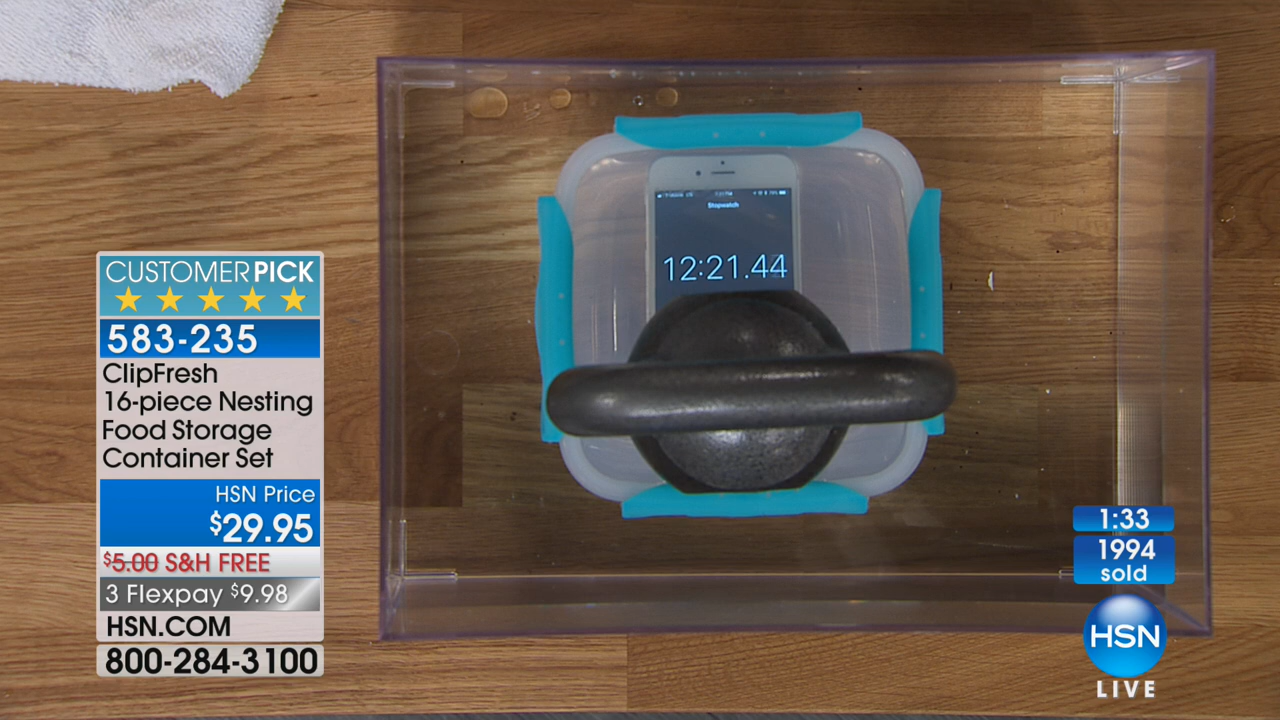 CUSTOMER PICK
583-235
ClipFresh
16-piece Nesting
Food Storage
Container Set
HSN Price
$29.95
$5.00 S&H FREE
3 Flexpay $9.98
HSN.COM
800-284-3100
Stopwatch
12:21.44
1:33
1994
sold
HSN
LIVE